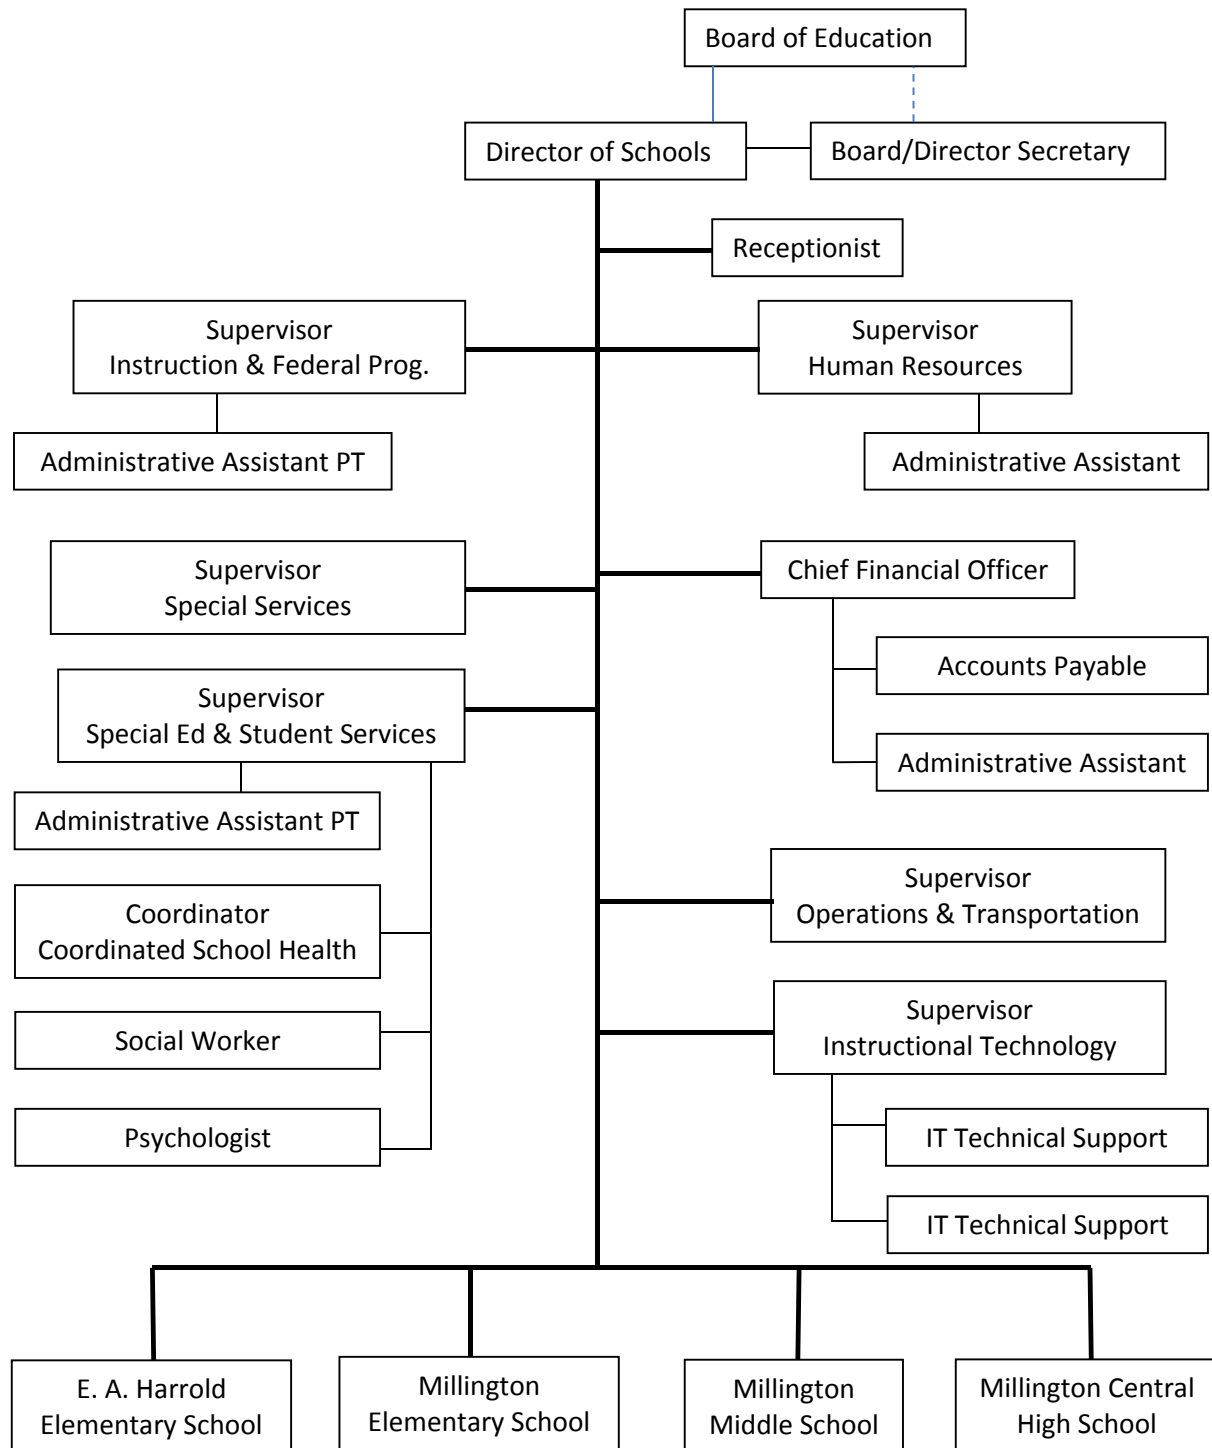 Board of Education
Director of Schools
Board/Director Secretary
Receptionist
Supervisor
Instruction & Federal Prog.
Supervisor
Human Resources
Administrative Assistant PT
Administrative Assistant
Supervisor
Special Services
Chief Financial Officer
Accounts Payable
Supervisor
Special Ed & Student Services
Administrative Assistant
Administrative Assistant PT
Supervisor
Operations & Transportation
Coordinator
Coordinated School Health
Supervisor
Instructional Technology
Social Worker
Psychologist
IT Technical Support
IT Technical Support
E. A. Harrold
Elementary School
Millington
Elementary School
Millington
Middle School
Millington Central
High School